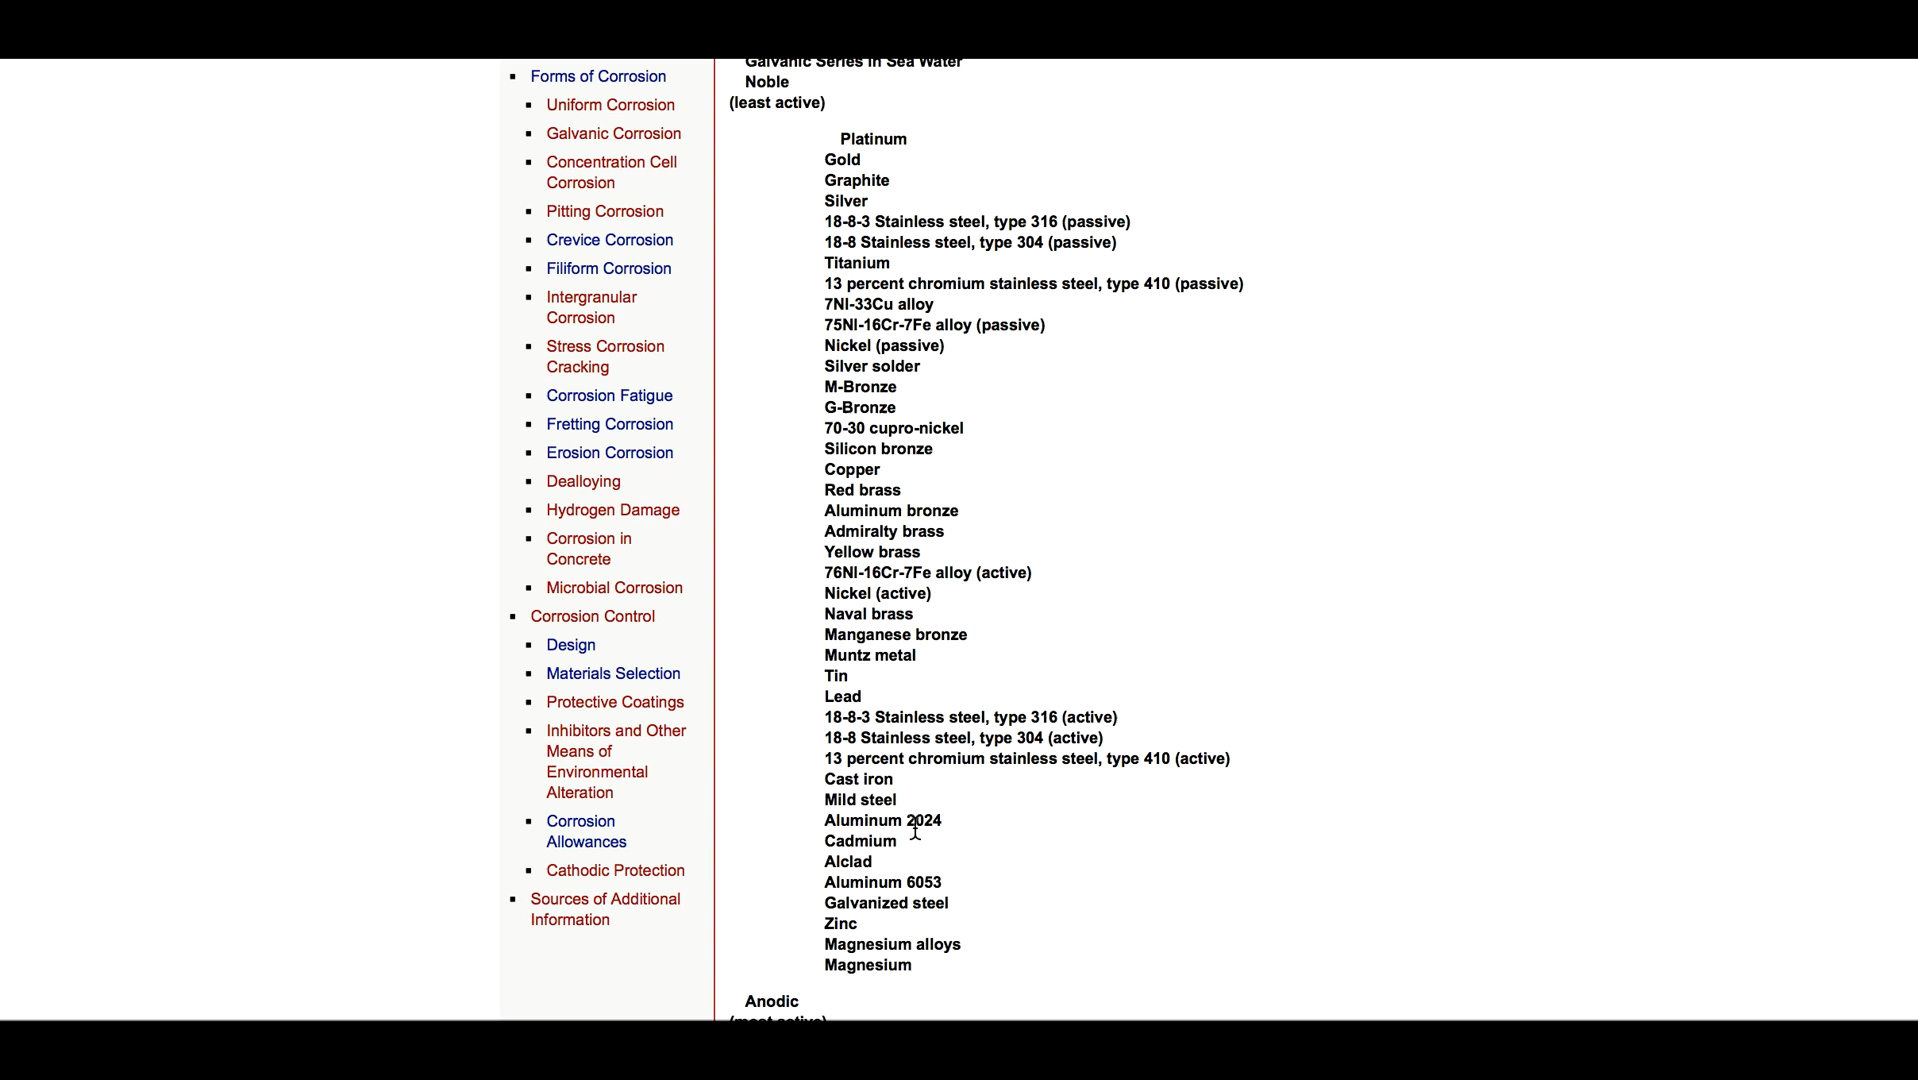 Forms of Corrosion
Uniform Corrosion
Galvanic Corrosion
Concentration Cell
Corrosion
Pitting Corrosion
Crevice Corrosion
Filiform Corrosion
Intergranular
Corrosion
Stress Corrosion
Cracking
Corrosion Fatigue
Fretting Corrosion
Erosion Corrosion
Dealloying
Hydrogen Damage
Corrosion in
Concrete
Microbial Corrosion
Corrosion Control
Design
Materials Selection
Protective Coatings
Inhibitors and Other
Means of
Environmental
Alteration
Corrosion
Allowances
Cathodic Protection
Sources of Additional
Information
Galvanic Series in Sea Water
Noble
(least active)
Platinum
Gold
Graphite
Silver
18-8-3 Stainless steel, type 316 (passive)
18-8 Stainless steel, type 304 (passive)
Titanium
13 percent chromium stainless steel, type 410 (passive)
7NI-33Cu alloy
75NI-16Cr-7Fe alloy (passive)
Nickel (passive)
Silver solder
M-Bronze
G-Bronze
70-30 cupro-nickel
Silicon bronze
Copper
Red brass
Aluminum bronze
Admiralty brass
Yellow brass
76NI-16Cr-7Fe alloy (active)
Nickel (active)
Naval brass
Manganese bronze
Muntz metal
Tin
Lead
18-8-3 Stainless steel, type 316 (active)
18-8 Stainless steel, type 304 (active)
13 percent chromium stainless steel, type 410 (active)
Cast iron
Mild steel
Aluminum 2024
Cadmium
Alclad
Aluminum 6053
Galvanized steel
Zinc
Magnesium alloys
Magnesium
Anodic
(most active)